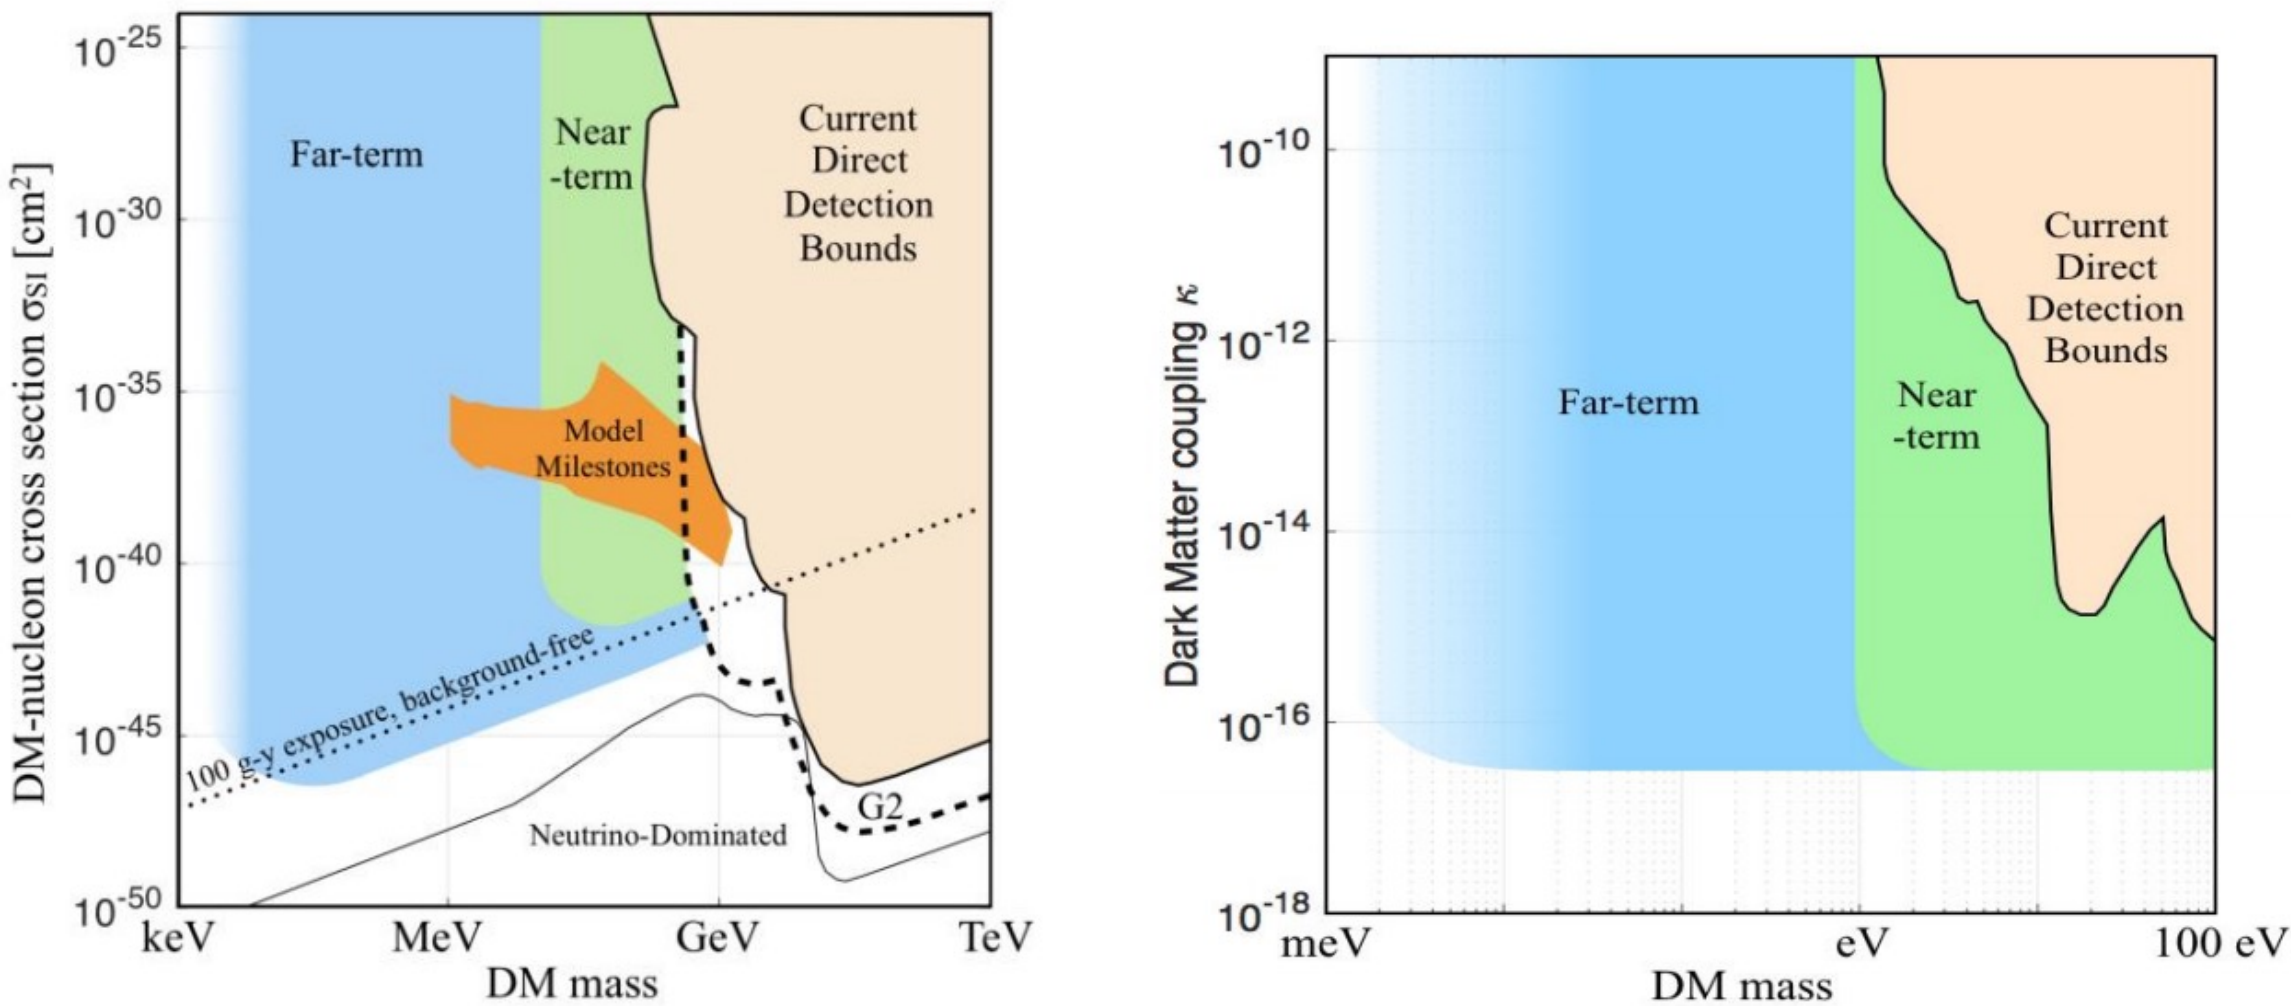 DM-nucleon cross section σSI [cm²]
10⁻²⁵
10⁻³⁰
10⁻³⁵
10⁻⁴⁰
10⁻⁴⁵
10⁻⁵⁰
Far-term
Near
-term
Current
Direct
Detection
Bounds
Model
Milestones
100 g-y exposure, background-free
G2
Neutrino-Dominated
keV MeV GeV TeV
DM mass
Dark Matter coupling κ
10⁻¹⁰
10⁻¹²
10⁻¹⁴
10⁻¹⁶
10⁻¹⁸
Current
Direct
Detection
Bounds
Far-term
Near
-term
meV eV 100 eV
DM mass